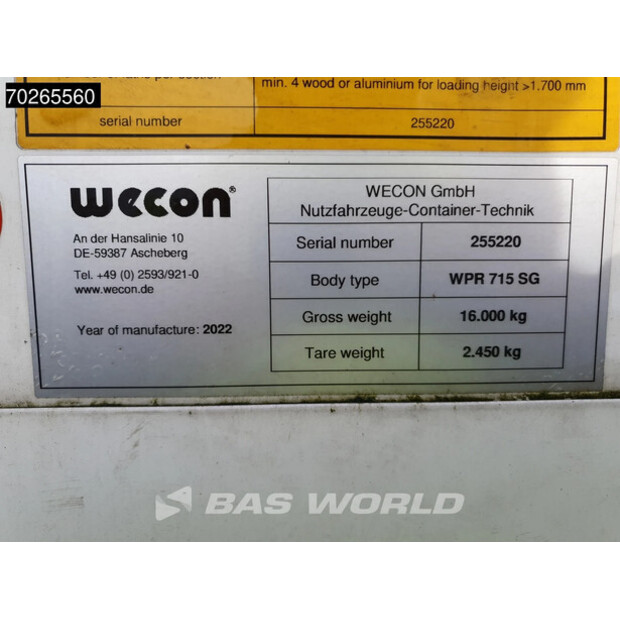 70265560
min. 4 wood or aluminium for loading height >1.700 mm
serial number 255220
wecon®
An der Hansalinie 10
DE-59387 Ascheberg
Tel. +49 (0) 2593/921-0
www.wecon.de
Year of manufacture: 2022
WECON GmbH
Nutzfahrzeuge-Container-Technik
Serial number 255220
Body type WPR 715 SG
Gross weight 16.000 kg
Tare weight 2.450 kg
BAS WORLD